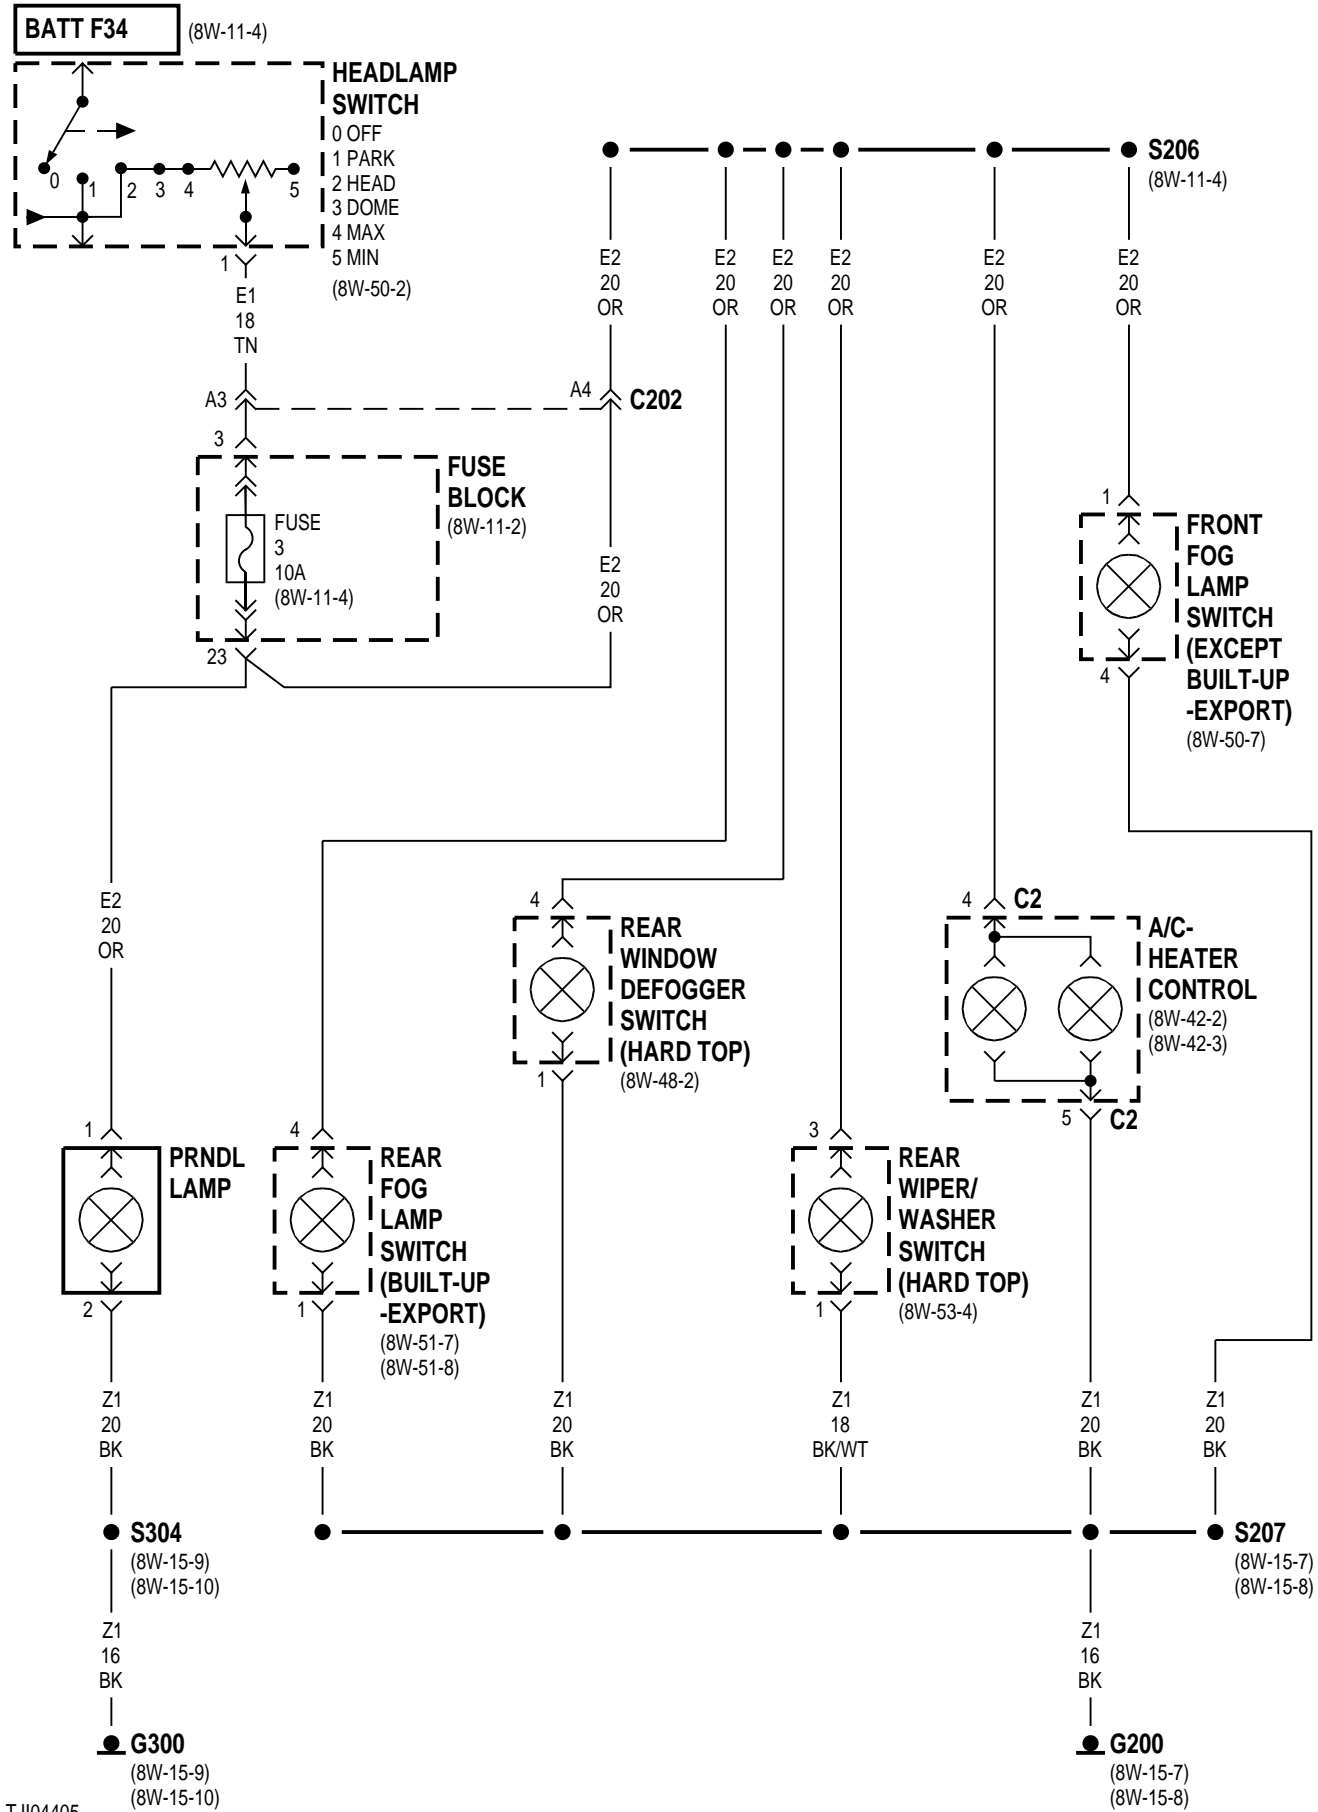 BATT F34 (8W-11-4)
HEADLAMP
SWITCH
0 OFF
1 PARK
2 HEAD
3 DOME
4 MAX
5 MIN
(8W-50-2)
0 1 2 3 4 5
1
E1
18
TN
S206
(8W-11-4)
E2 E2 E2 E2 E2 E2
20 20 20 20 20 20
OR OR OR OR OR OR
A3 A4 C202
3
FUSE
BLOCK
(8W-11-2)
FUSE
3
10A
(8W-11-4)
23
E2
20
OR
1
FRONT
FOG
LAMP
SWITCH
(EXCEPT
BUILT-UP
-EXPORT)
(8W-50-7)
4
E2
20
OR
4
REAR
WINDOW
DEFOGGER
SWITCH
(HARD TOP)
(8W-48-2)
1
4 C2
A/C-
HEATER
CONTROL
(8W-42-2)
(8W-42-3)
5 C2
1
PRNDL
LAMP
2
4
REAR
FOG
LAMP
SWITCH
(BUILT-UP
-EXPORT)
(8W-51-7)
(8W-51-8)
1
3
REAR
WIPER/
WASHER
SWITCH
(HARD TOP)
(8W-53-4)
1
Z1 Z1 Z1 Z1 Z1 Z1
20 20 20 18 20 20
BK BK BK BK/WT BK BK
S304
(8W-15-9)
(8W-15-10)
S207
(8W-15-7)
(8W-15-8)
Z1
16
BK
Z1
16
BK
G300
(8W-15-9)
(8W-15-10)
G200
(8W-15-7)
(8W-15-8)